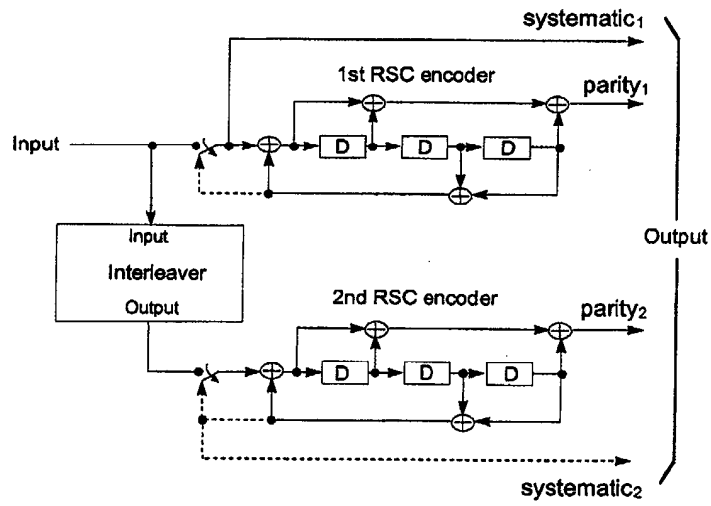 systematic1
1st RSC encoder
parity1
Input
D D D
Input
Interleaver
Output
Output
2nd RSC encoder
parity2
D D D
systematic2